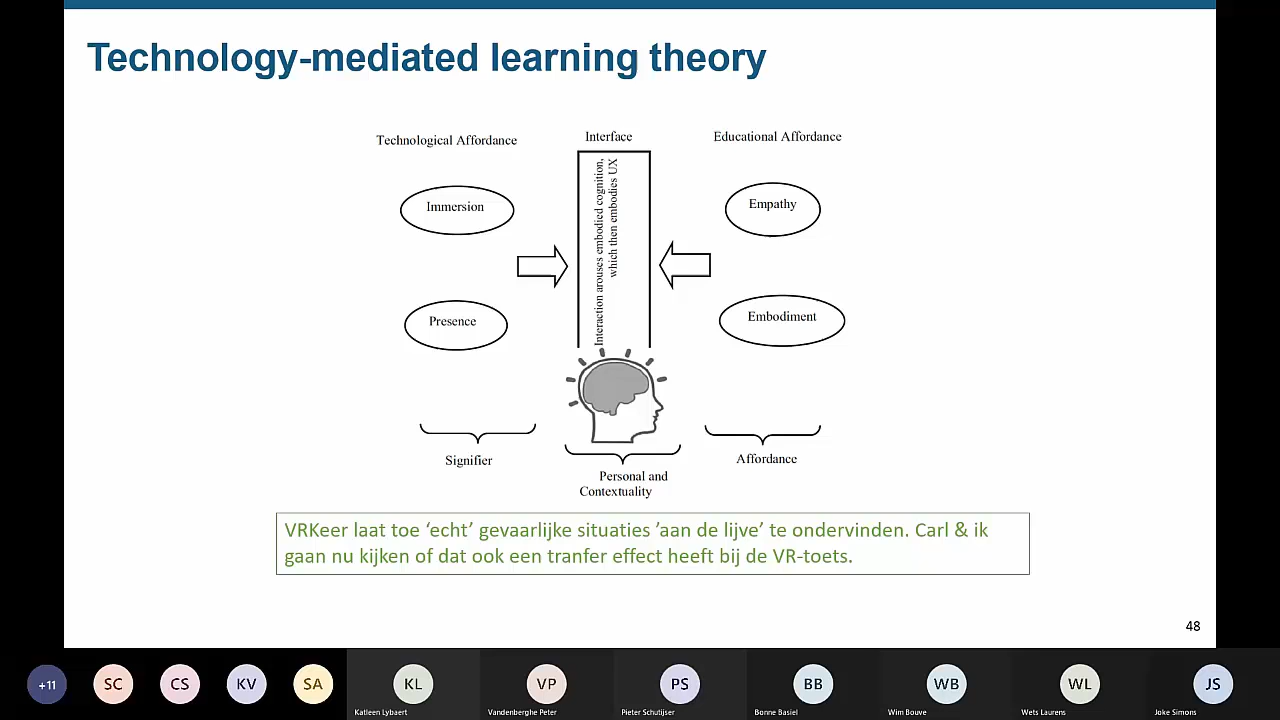 Technology-mediated learning theory
Technological Affordance
Interface
Educational Affordance
Immersion
Presence
Interaction arouses embodied cognition,
which then embodies UX
Empathy
Embodiment
Signifier
Personal and
Contextuality
Affordance
VRKeer laat toe ‘echt’ gevaarlijke situaties ’aan de lijve’ te ondervinden. Carl & ik
gaan nu kijken of dat ook een tranfer effect heeft bij de VR-toets.
48
+11
SC
CS
KV
SA
KL
VP
PS
BB
WB
WL
JS
Katleen Lybaert
Vandenberghe Peter
Pieter Schutijser
Bonne Basiel
Wim Bouve
Wets Laurens
Joke Simons